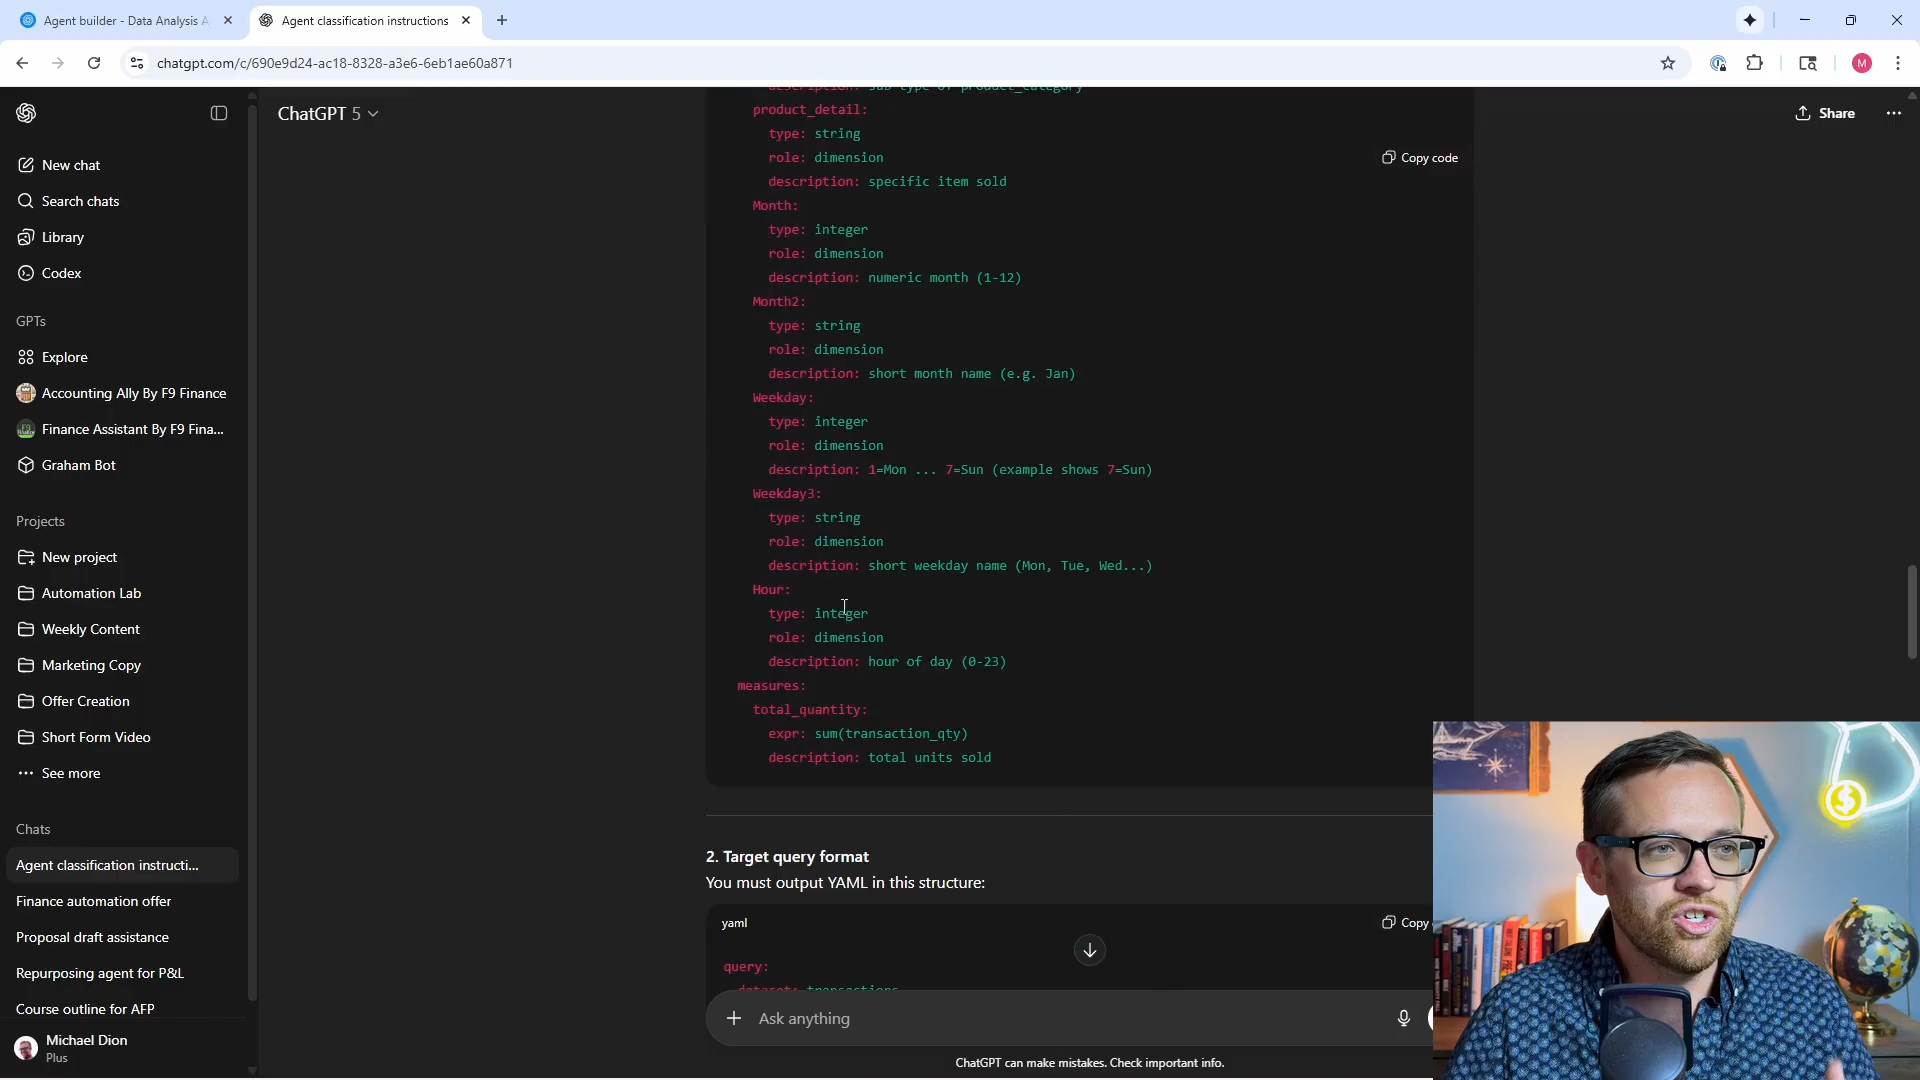 Agent builder - Data Analysis A
Agent classification instructions
chatgpt.com/c/690e9d24-ac18-8328-a3e6-6eb1ae60a871
M
ChatGPT 5
Share
New chat
Search chats
Library
Codex
GPTs
Explore
Accounting Ally By F9 Finance
Finance Assistant By F9 Fina...
Graham Bot
Projects
New project
Automation Lab
Weekly Content
Marketing Copy
Offer Creation
Short Form Video
See more
Chats
Agent classification instructi...
Finance automation offer
Proposal draft assistance
Repurposing agent for P&L
Course outline for AFP
Michael Dion
Plus
description: sub type of product_category
product_detail:
type: string
role: dimension
Copy code
description: specific item sold
Month:
type: integer
role: dimension
description: numeric month (1-12)
Month2:
type: string
role: dimension
description: short month name (e.g. Jan)
Weekday:
type: integer
role: dimension
description: 1=Mon ... 7=Sun (example shows 7=Sun)
Weekday3:
type: string
role: dimension
description: short weekday name (Mon, Tue, Wed...)
Hour:
type: integer
role: dimension
description: hour of day (0-23)
measures:
total_quantity:
expr: sum(transaction_qty)
description: total units sold
2. Target query format
You must output YAML in this structure:
yaml
Copy
query:
dataset: transactions
Ask anything
ChatGPT can make mistakes. Check important info.
$